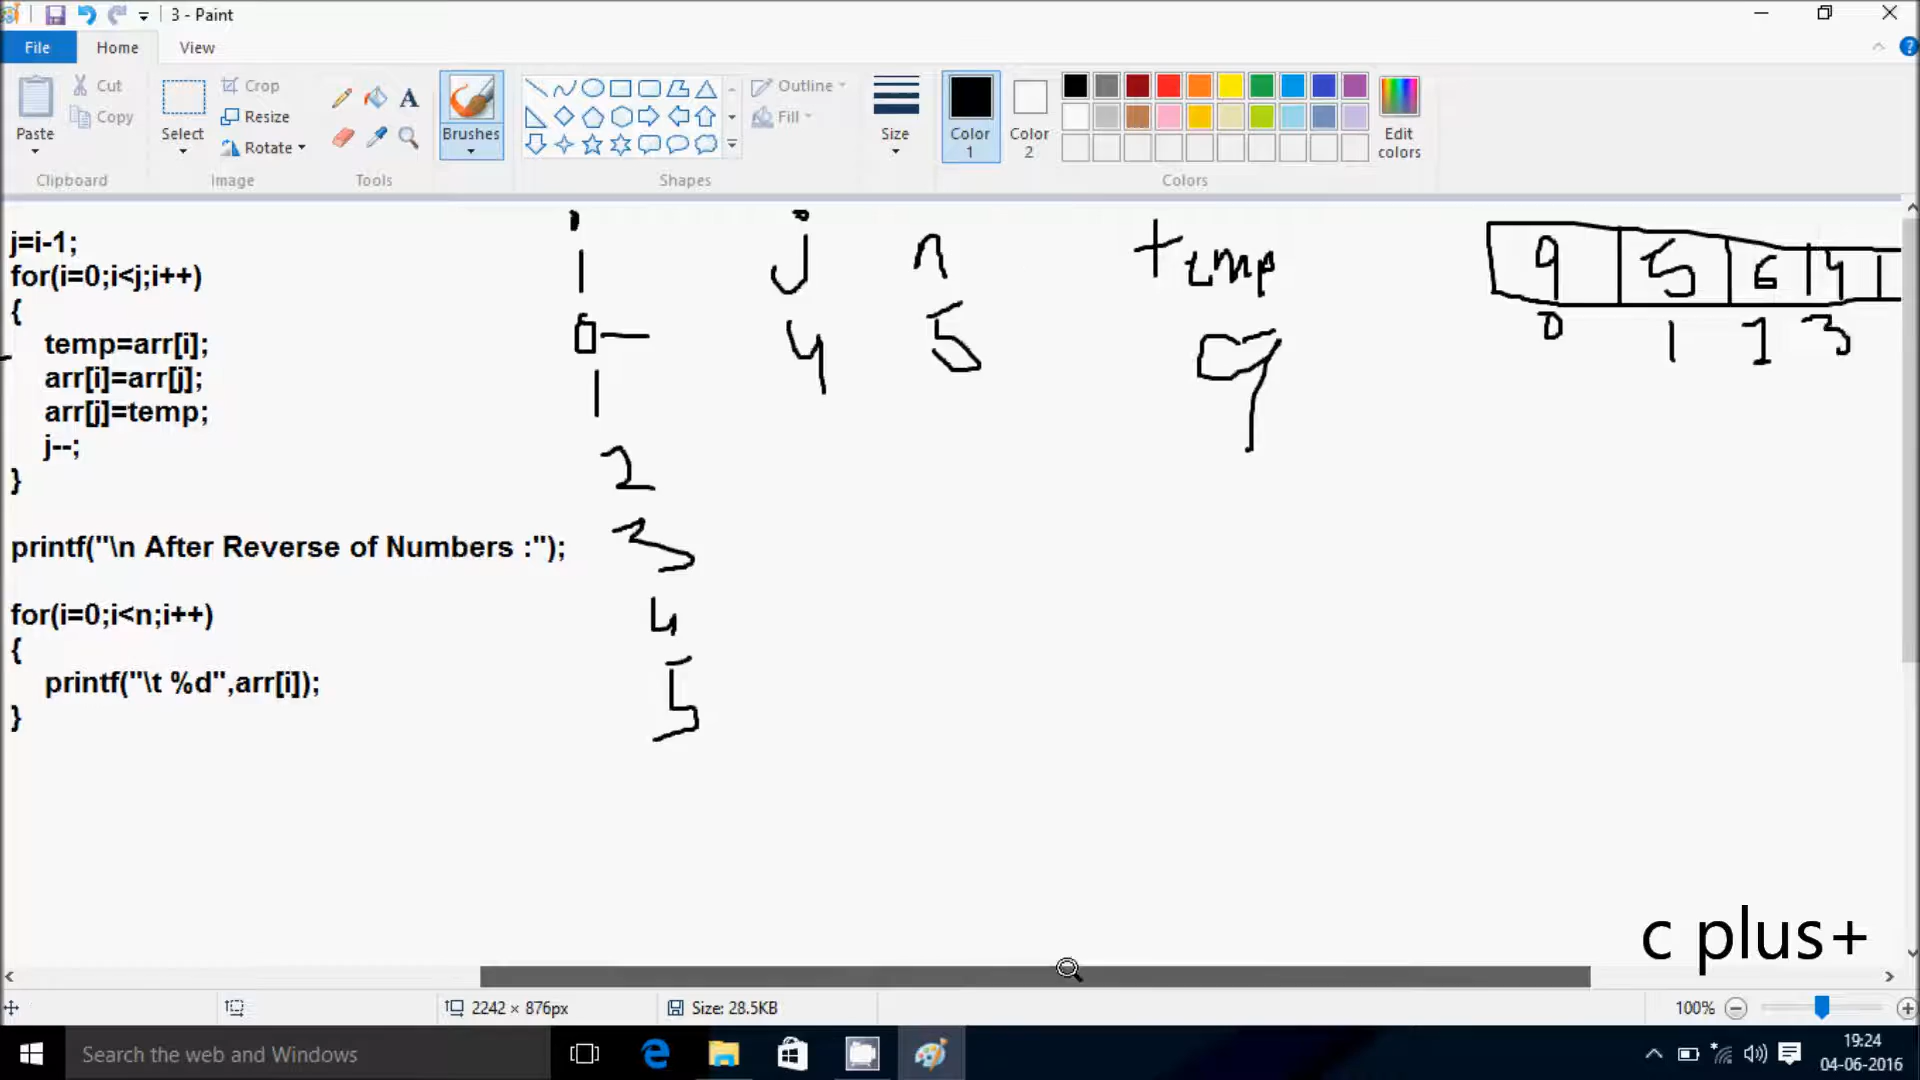 3 - Paint
File Home View
Paste
Cut
Copy
Clipboard
Select
Crop
Resize
Rotate
Image
Tools
Brushes
Outline
Fill
Shapes
Size
Color 1
Color 2
Edit colors
Colors
j=i-1;
for(i=0;i<j;i++)
{
temp=arr[i];
arr[i]=arr[j];
arr[j]=temp;
j--;
}
printf("\n After Reverse of Numbers :");
for(i=0;i<n;i++)
{
printf("\t %d",arr[i]);
}
i j n temp
0 4 5 9
1
2
3
4
5
9 5 6 4
0 1 2 3
c plus+
2242 × 876px
Size: 28.5KB
100%
Search the web and Windows
19:24
04-06-2016